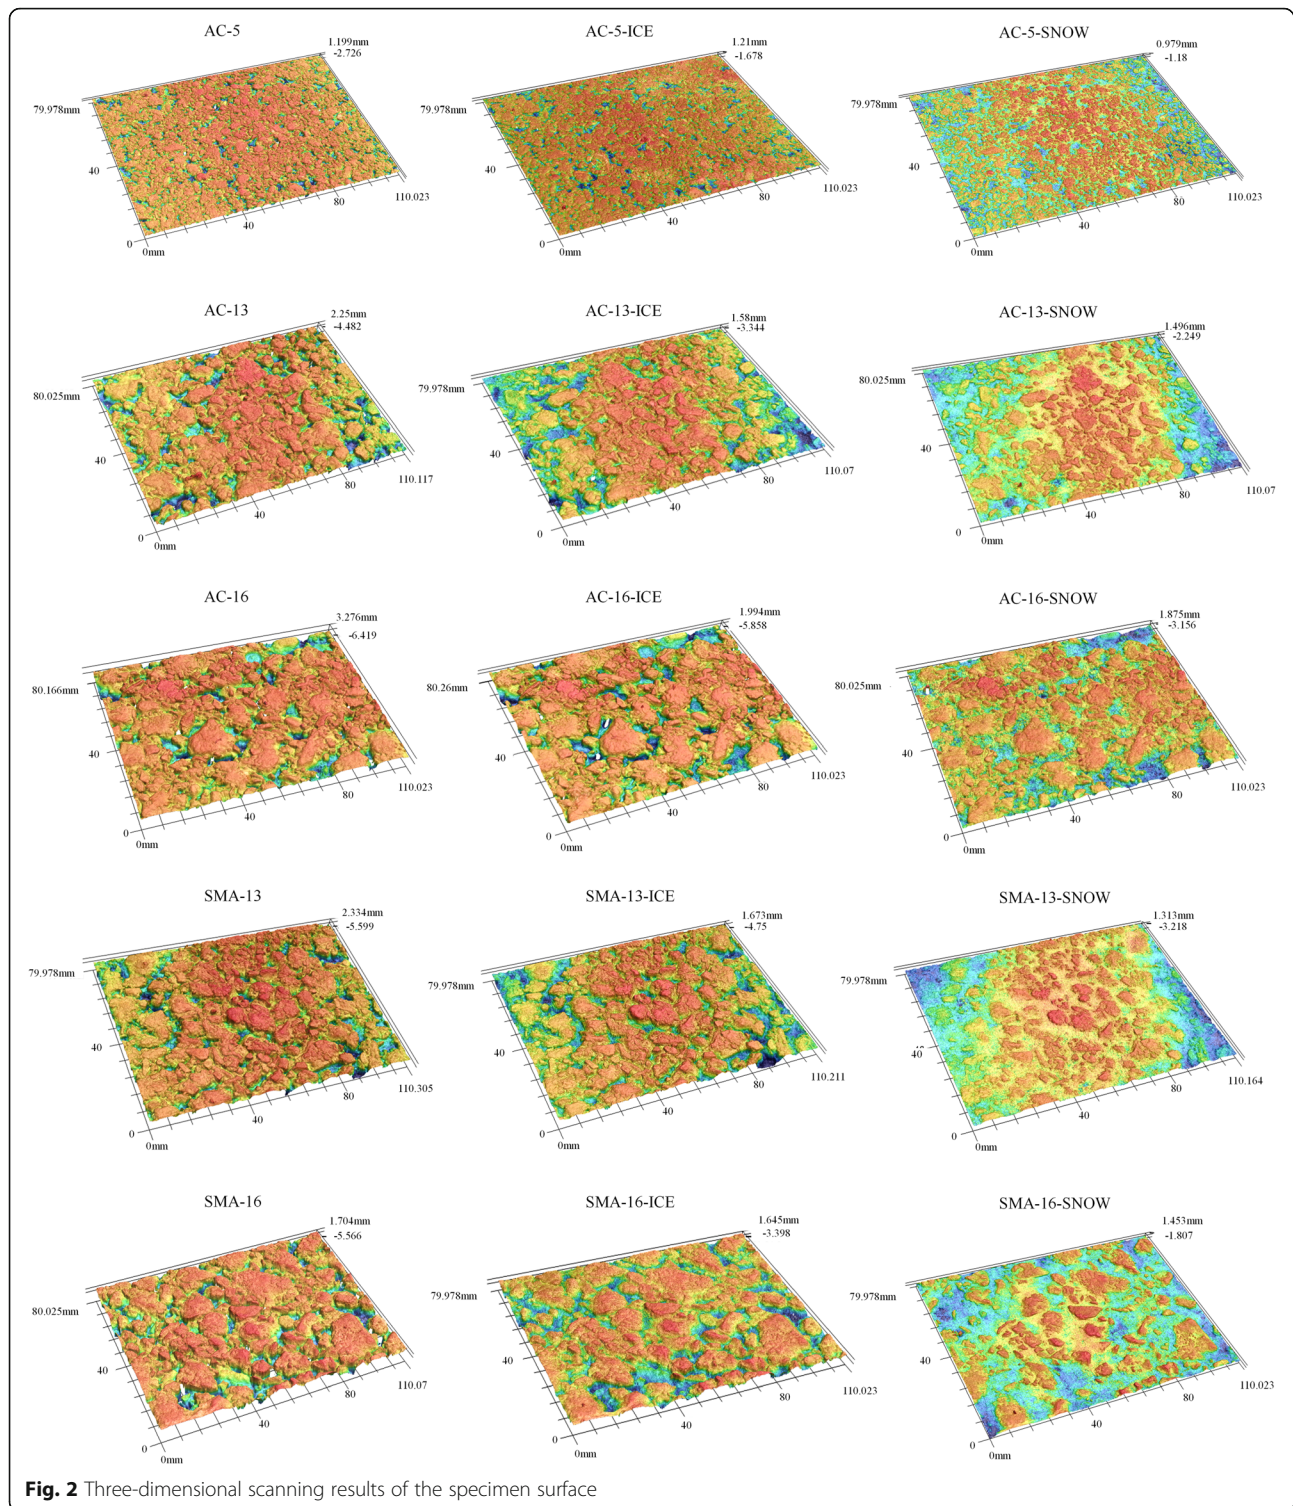 AC-5
1.199mm
-2.726
79.978mm
40
0
0mm
40
80
110.023
AC-5-ICE
1.21mm
-1.678
79.978mm
40
0
0mm
40
80
110.023
AC-5-SNOW
0.979mm
-1.18
79.978mm
40
0
0mm
40
80
110.023
AC-13
2.25mm
-4.482
80.025mm
40
0
0mm
40
80
110.117
AC-13-ICE
1.58mm
-3.344
79.978mm
40
0
0mm
40
80
110.07
AC-13-SNOW
1.496mm
-2.249
80.025mm
40
0
0mm
40
80
110.07
AC-16
3.276mm
-6.419
80.166mm
40
0
0mm
40
80
110.023
AC-16-ICE
1.994mm
-5.858
80.26mm
40
0
0mm
40
80
110.023
AC-16-SNOW
1.875mm
-3.156
80.025mm
40
0
0mm
40
80
110.023
SMA-13
2.334mm
-5.599
79.978mm
40
0
0mm
40
80
110.305
SMA-13-ICE
1.673mm
-4.75
79.978mm
40
0
0mm
40
80
110.211
SMA-13-SNOW
1.313mm
-3.218
79.978mm
40
0
0mm
40
80
110.164
SMA-16
1.704mm
-5.566
80.025mm
40
0
0mm
40
80
110.07
SMA-16-ICE
1.645mm
-3.398
79.978mm
40
0
0mm
40
80
110.023
SMA-16-SNOW
1.453mm
-1.807
79.978mm
40
0
0mm
40
80
110.023
Fig. 2 Three-dimensional scanning results of the specimen surface